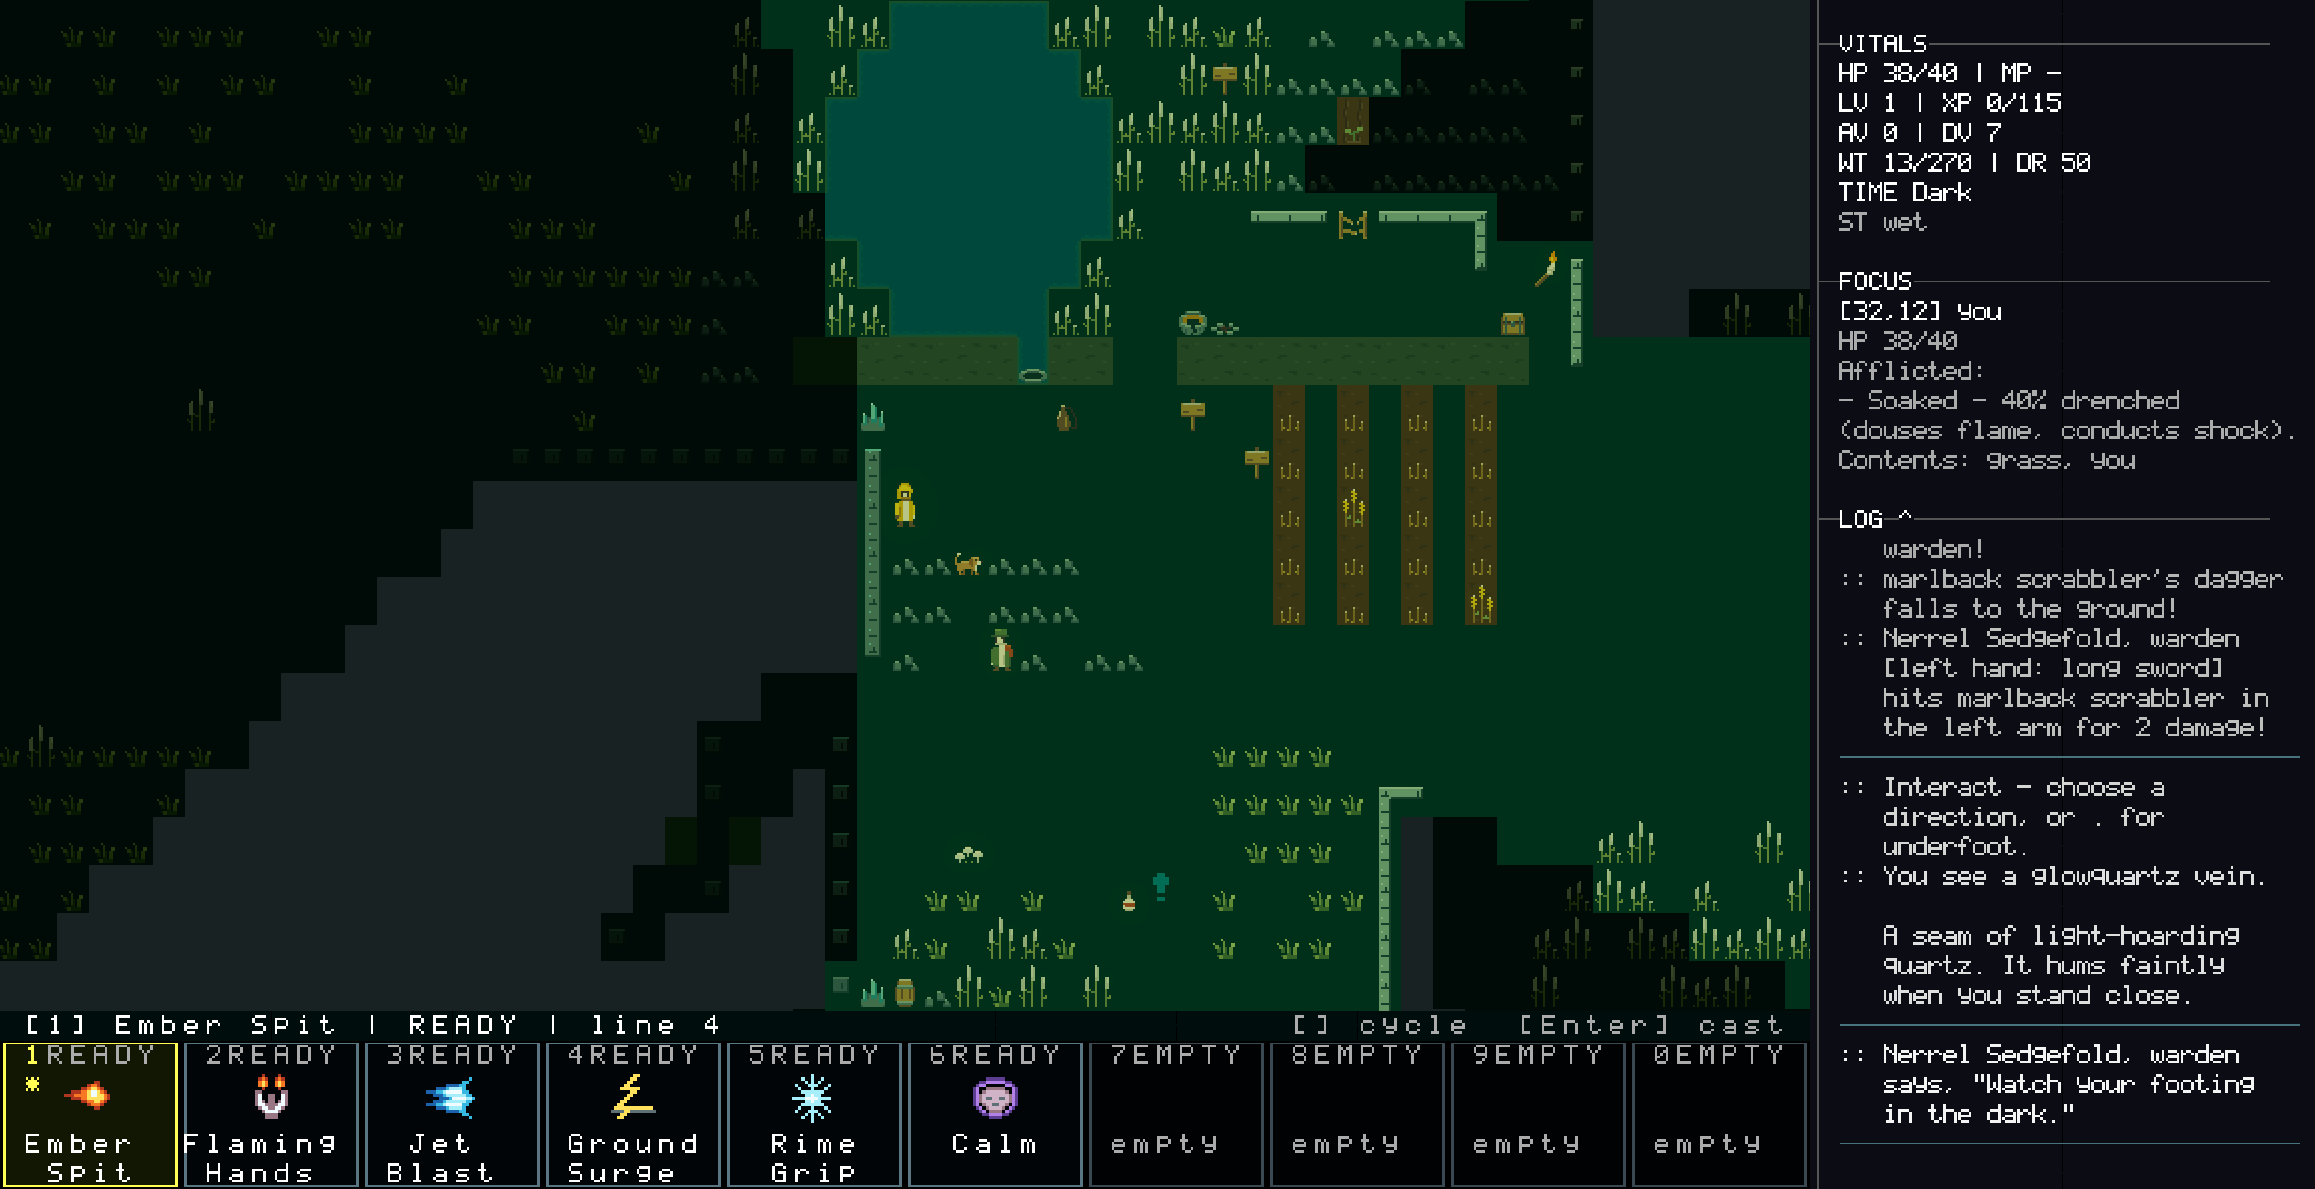 VITALS
HP 38/40 | MP -
LV 1 | XP 0/115
AV 0 | DV 7
WT 13/270 | DR 50
TIME Dark
ST wet
FOCUS
[32,12] you
HP 38/40
Afflicted:
- Soaked - 40% drenched
(douses flame, conducts shock).
Contents: grass, you
LOG ^
warden!
:: marlback scrabbler's dagger
falls to the ground!
:: Nerrel Sedgefold, warden
[left hand: long sword]
hits marlback scrabbler in
the left arm for 2 damage!
:: Interact - choose a
direction, or . for
underfoot.
:: You see a glowquartz vein.
A seam of light-hoarding
quartz. It hums faintly
when you stand close.
:: Nerrel Sedgefold, warden
says, "Watch your footing
in the dark."
[1] Ember Spit | READY | line 4
[] cycle [Enter] cast
1READY 2READY 3READY 4READY 5READY 6READY 7EMPTY 8EMPTY 9EMPTY 0EMPTY
Ember Flaming Jet Ground Rime Calm empty empty empty empty
Spit Hands Blast Surge Grip